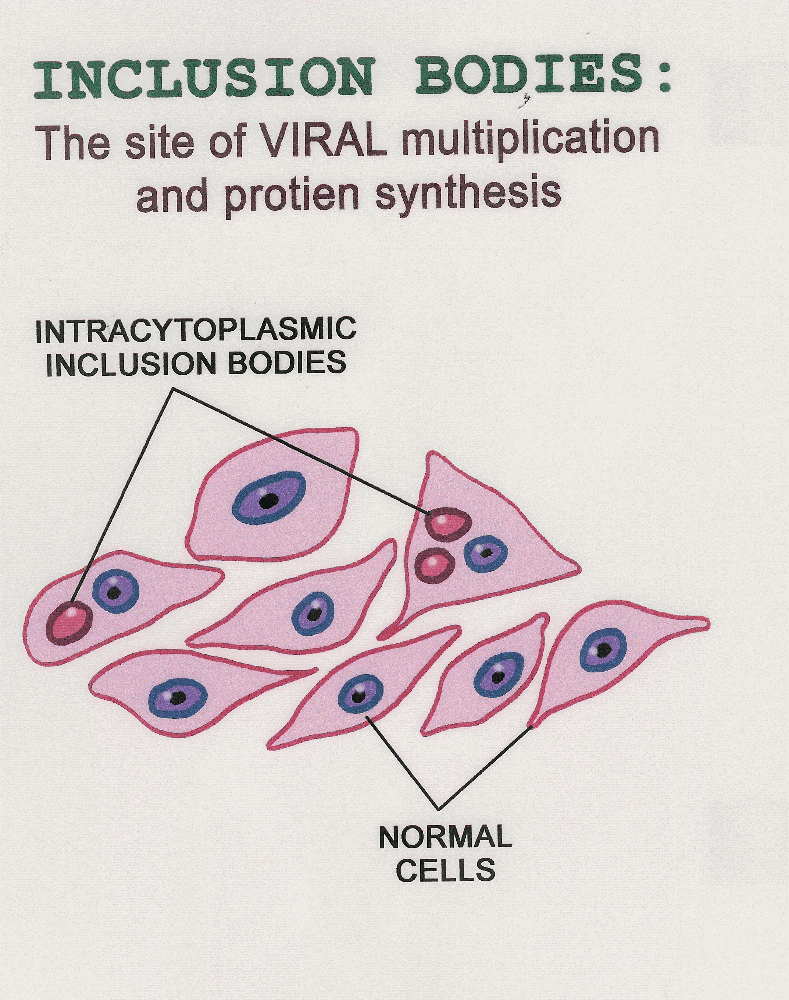 INCLUSION BODIES:
The site of VIRAL multiplication
and protien synthesis
INTRACYTOPLASMIC
INCLUSION BODIES
NORMAL
CELLS